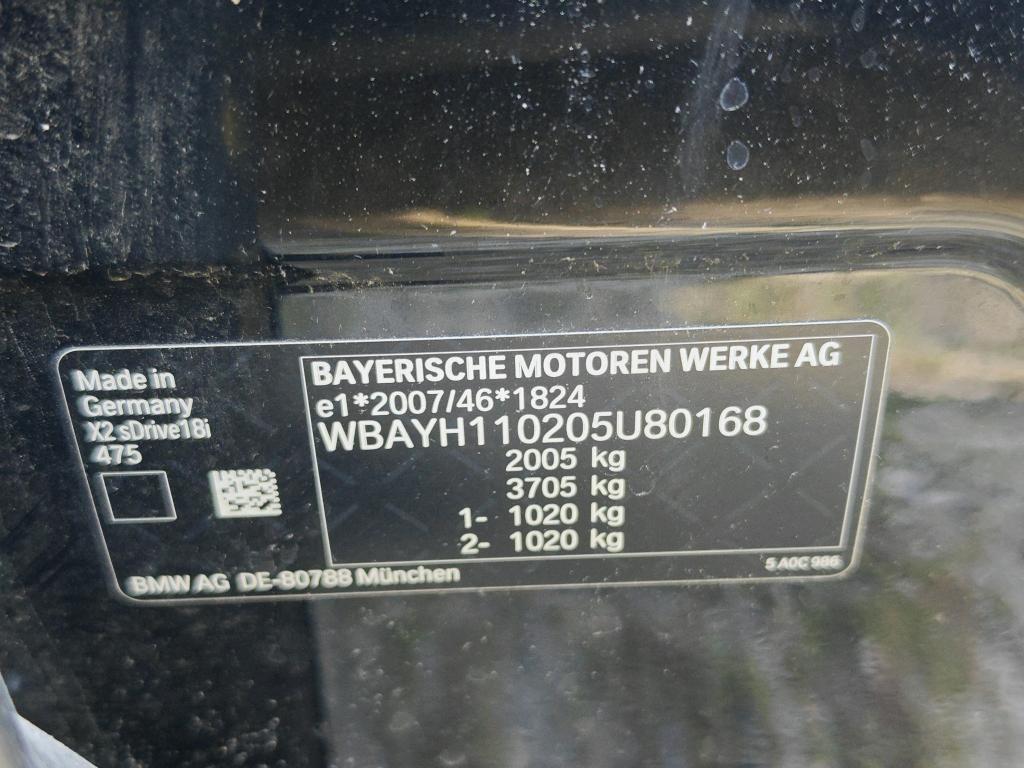 Made in
Germany
X2 sDrive18i
475
BAYERISCHE MOTOREN WERKE AG
e1*2007/46*1824
WBAYH110205U80168
2005 kg
3705 kg
1- 1020 kg
2- 1020 kg
BMW AG DE-80788 München
5 A0C 986